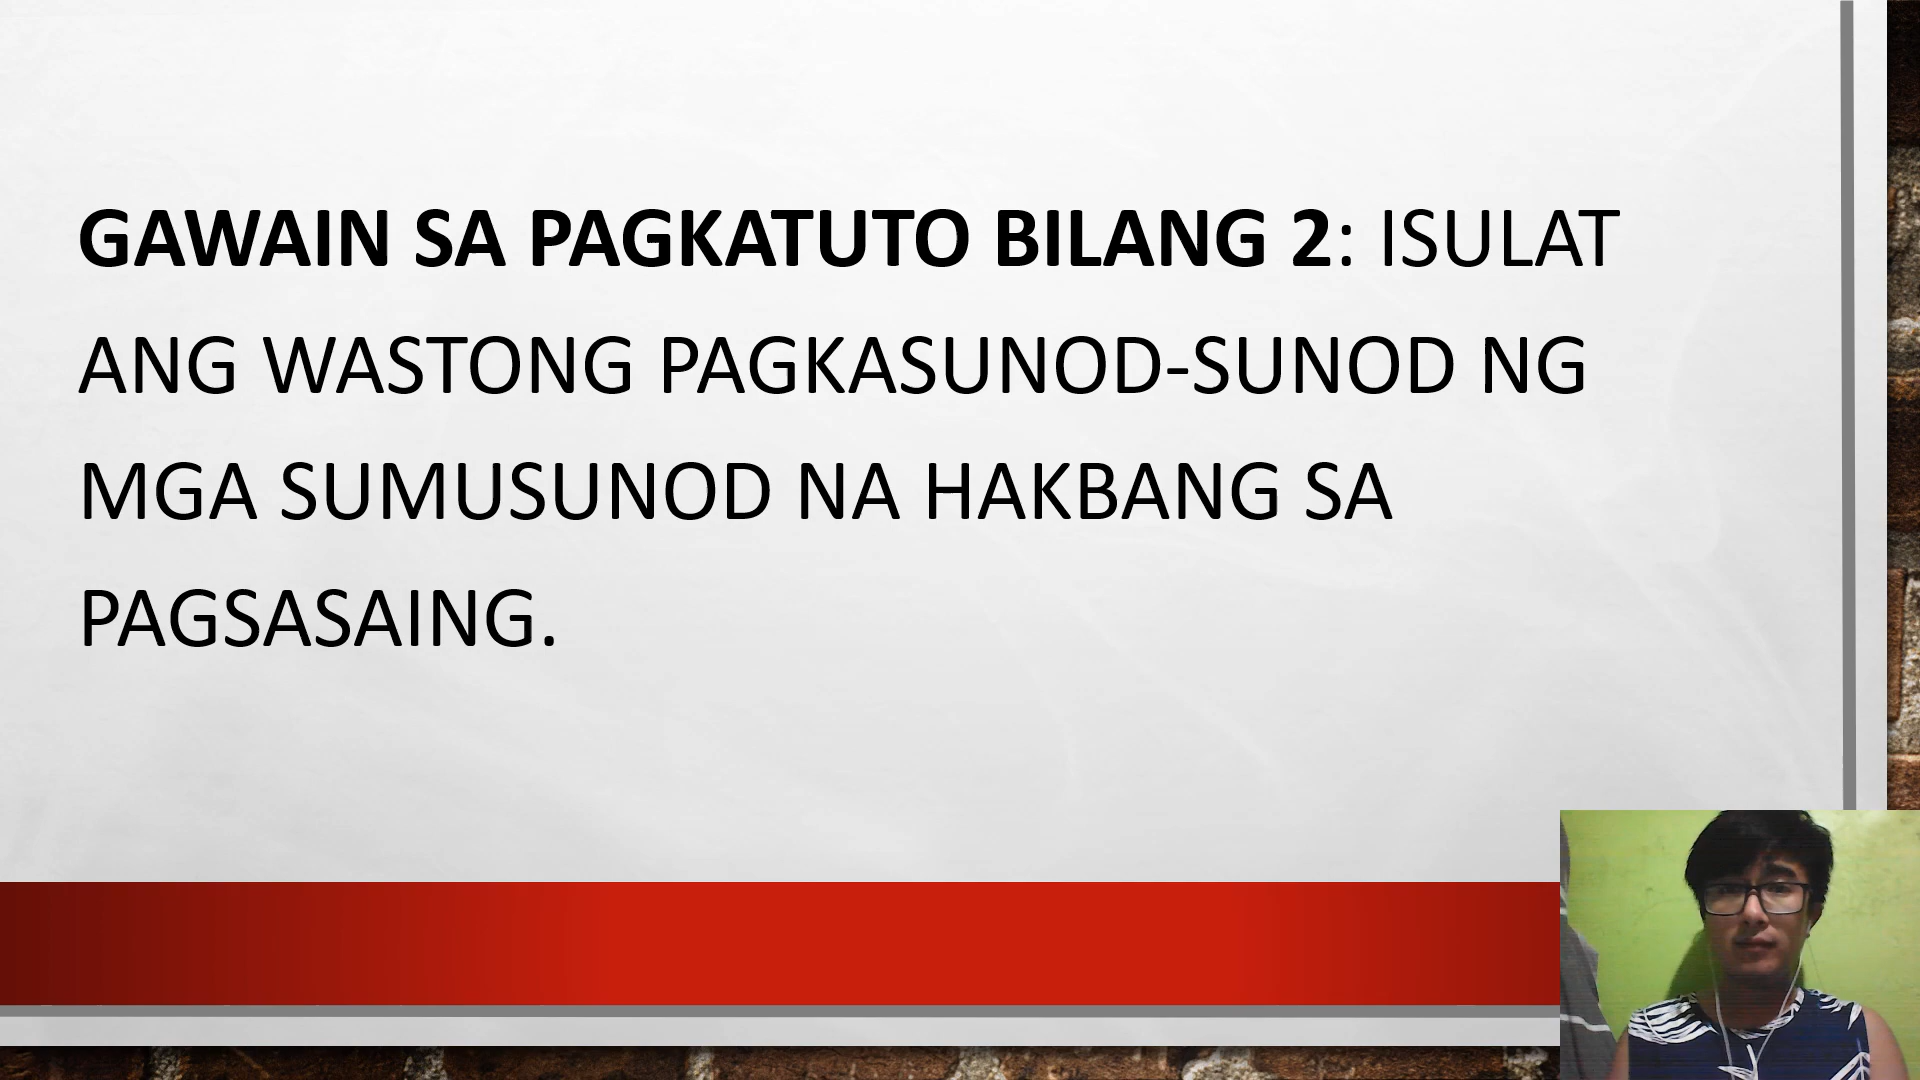 GAWAIN SA PAGKATUTO BILANG 2: ISULAT
ANG WASTONG PAGKASUNOD-SUNOD NG
MGA SUMUSUNOD NA HAKBANG SA
PAGSASAING.